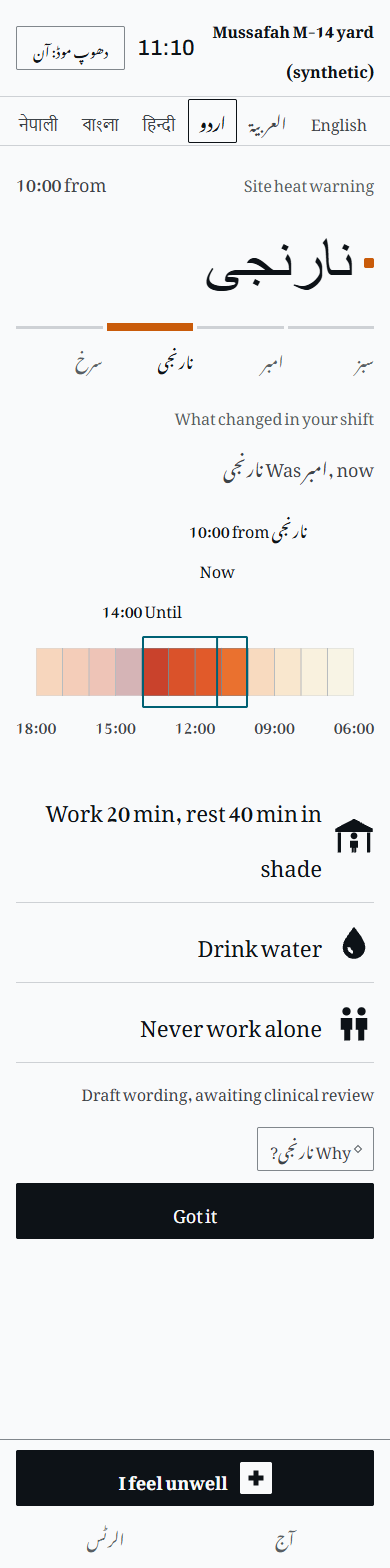 Mussafah M-14 yard (synthetic)
11:10
دھوپ موڈ: آن
English
العربية
اردو
हिन्दी
বাংলা
नेपाली
Site heat warning
10:00 from
نارنجی
سبز
امبر
نارنجی
سرخ
What changed in your shift
Was امبر, now نارنجی
نارنجی from 10:00
Now
Until 14:00
06:00
09:00
12:00
15:00
18:00
Work 20 min, rest 40 min in
shade
Drink water
Never work alone
Draft wording, awaiting clinical review
Why نارنجی?
Got it
I feel unwell
آج
الرٹس